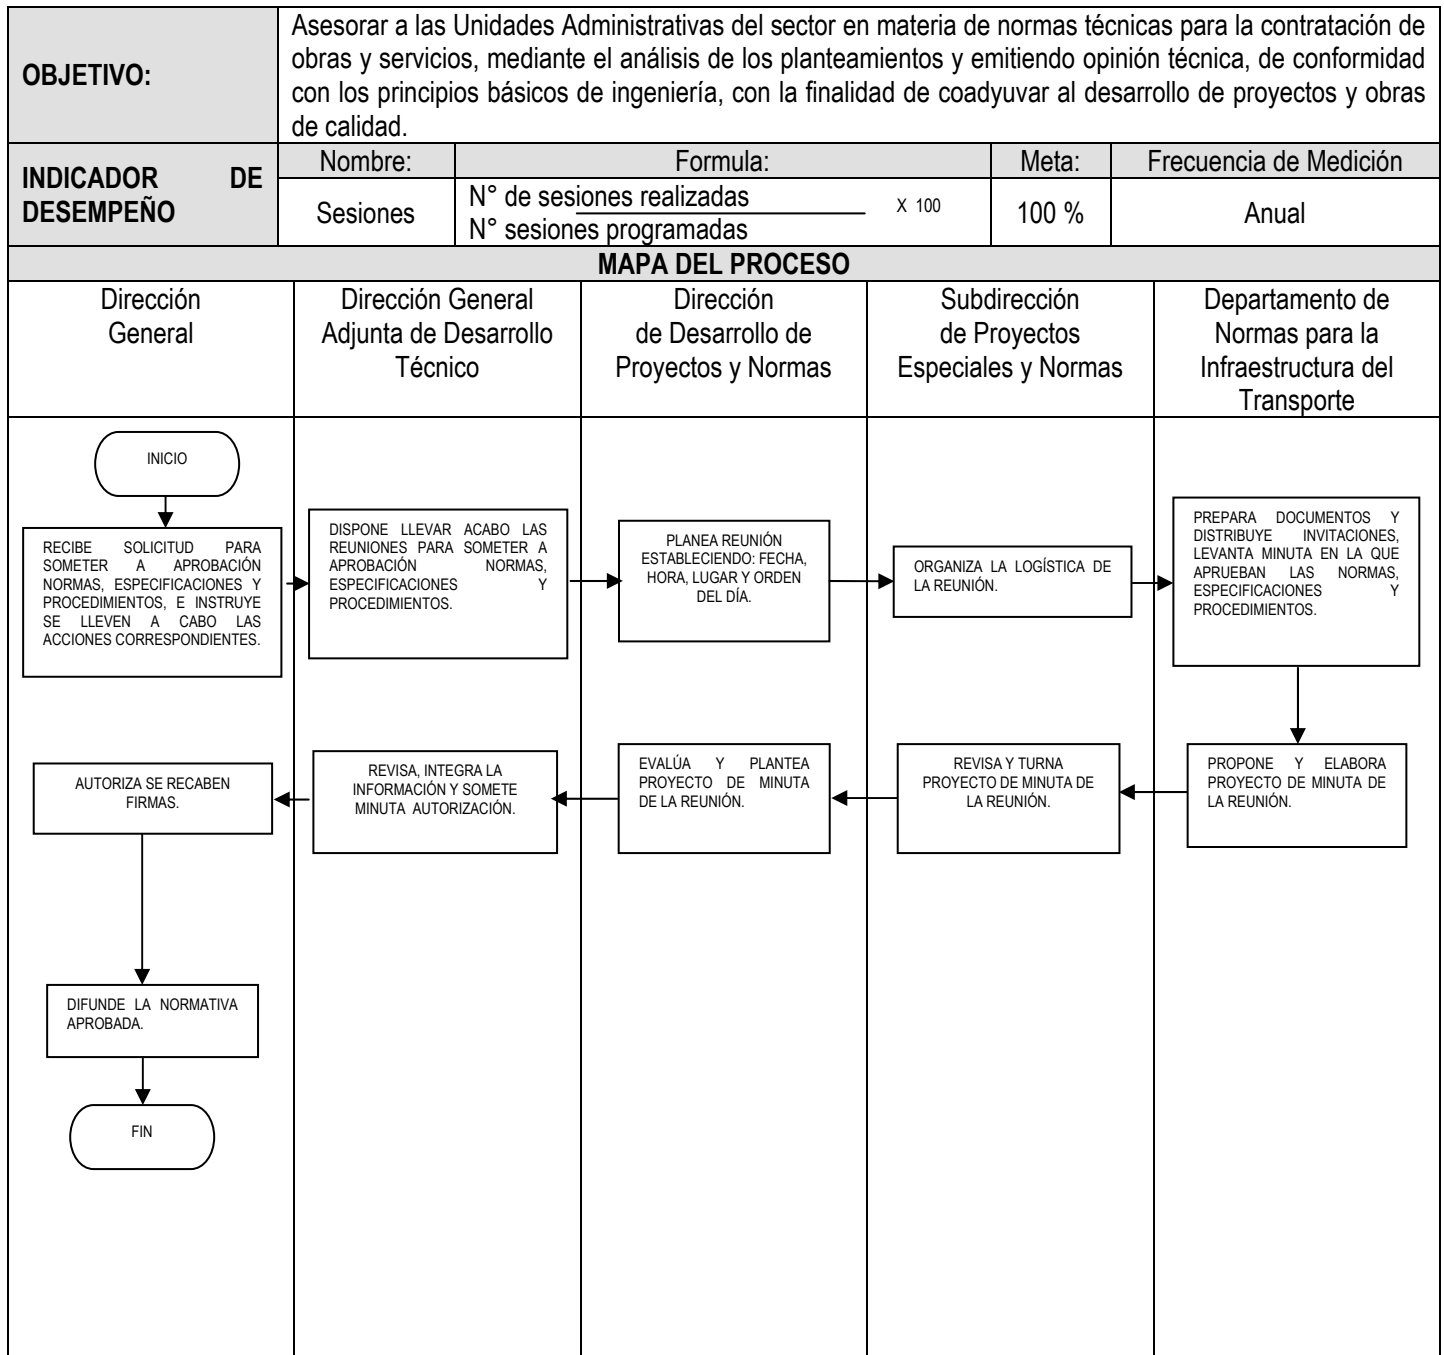 OBJETIVO:
Asesorar a las Unidades Administrativas del sector en materia de normas técnicas para la contratación de
obras y servicios, mediante el análisis de los planteamientos y emitiendo opinión técnica, de conformidad
con los principios básicos de ingeniería, con la finalidad de coadyuvar al desarrollo de proyectos y obras
de calidad.
INDICADOR DE
DESEMPEÑO
Nombre:
Formula:
Meta:
Frecuencia de Medición
Sesiones
N° de sesiones realizadas
N° sesiones programadas
X 100
100 %
Anual
MAPA DEL PROCESO
Dirección
General
Dirección General
Adjunta de Desarrollo
Técnico
Dirección
de Desarrollo de
Proyectos y Normas
Subdirección
de Proyectos
Especiales y Normas
Departamento de
Normas para la
Infraestructura del
Transporte
INICIO
RECIBE SOLICITUD PARA
SOMETER A APROBACIÓN
NORMAS, ESPECIFICACIONES Y
PROCEDIMIENTOS, E INSTRUYE
SE LLEVEN A CABO LAS
ACCIONES CORRESPONDIENTES.
DISPONE LLEVAR ACABO LAS
REUNIONES PARA SOMETER A
APROBACIÓN NORMAS,
ESPECIFICACIONES Y
PROCEDIMIENTOS.
PLANEA REUNIÓN
ESTABLECIENDO: FECHA,
HORA, LUGAR Y ORDEN
DEL DÍA.
ORGANIZA LA LOGÍSTICA DE
LA REUNIÓN.
PREPARA DOCUMENTOS Y
DISTRIBUYE INVITACIONES,
LEVANTA MINUTA EN LA QUE
APRUEBAN LAS NORMAS,
ESPECIFICACIONES Y
PROCEDIMIENTOS.
AUTORIZA SE RECABEN
FIRMAS.
REVISA, INTEGRA LA
INFORMACIÓN Y SOMETE
MINUTA AUTORIZACIÓN.
EVALÚA Y PLANTEA
PROYECTO DE MINUTA
DE LA REUNIÓN.
REVISA Y TURNA
PROYECTO DE MINUTA DE
LA REUNIÓN.
PROPONE Y ELABORA
PROYECTO DE MINUTA DE
LA REUNIÓN.
DIFUNDE LA NORMATIVA
APROBADA.
FIN